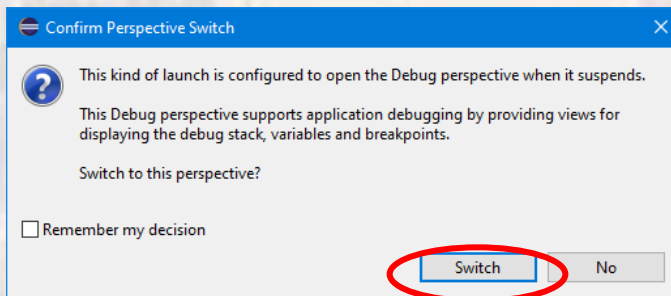 Confirm Perspective Switch
This kind of launch is configured to open the Debug perspective when it suspends.
This Debug perspective supports application debugging by providing views for
displaying the debug stack, variables and breakpoints.
Switch to this perspective?
Remember my decision
Switch
No